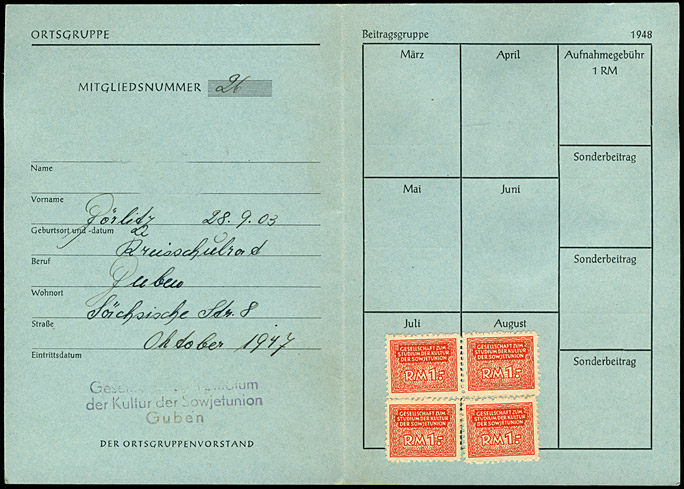 ORTSGRUPPE
MITGLIEDSNUMMER 26
Name
Vorname
Görlitz 28.9.03
Geburtsort und -datum
Kreisschulrat
Beruf
Guben
Wohnort
Sächsische Str. 8
Straße
Oktober 1947
Eintrittsdatum
der Kultur der Sowjetunion
Guben
DER ORTSGRUPPENVORSTAND
Beitragsgruppe 1948
März April Aufnahmegebühr
1 RM
Sonderbeitrag
Mai Juni
Sonderbeitrag
Juli August
Sonderbeitrag
GESELLSCHAFT ZUM
STUDIUM DER KULTUR
DER SOWJETUNION
RM 1.-
GESELLSCHAFT ZUM
STUDIUM DER KULTUR
DER SOWJETUNION
RM 1.-
GESELLSCHAFT ZUM
STUDIUM DER KULTUR
DER SOWJETUNION
RM 1.-
GESELLSCHAFT ZUM
STUDIUM DER KULTUR
DER SOWJETUNION
RM 1.-